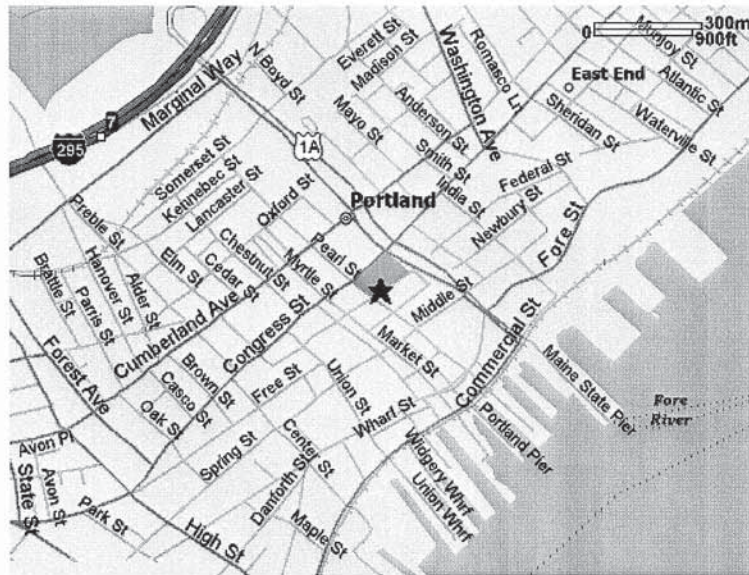 0 300m
900ft
Monjoy St
Atlantic St
Waterville St
East End
Romasco Ln
Washington Ave
Sheridan St
Everett St
Madison St
Anderson St
Mayo St
Smith St
India St
Federal St
Newbury St
Fore St
N Boyd St
Marginal Way
7
295
1A
Somerset St
Kennebec St
Lancaster St
Oxford St
Portland
Preble St
Elm St
Cedar St
Chestnut St
Myrtle St
Pearl St
Middle St
Commercial St
Brattle St
Parris St
Hanover St
Alder St
Cumberland Ave
Congress St
Market St
Maine State Pier
Fore
River
Forest Ave
Brown St
Casco St
Oak St
Free St
Union St
Wharf St
Portland Pier
Widgery Whrf
Union Whrf
Avon Pl
State St
Avon St
Park St
Spring St
Center St
Danforth St
High St
Maple St